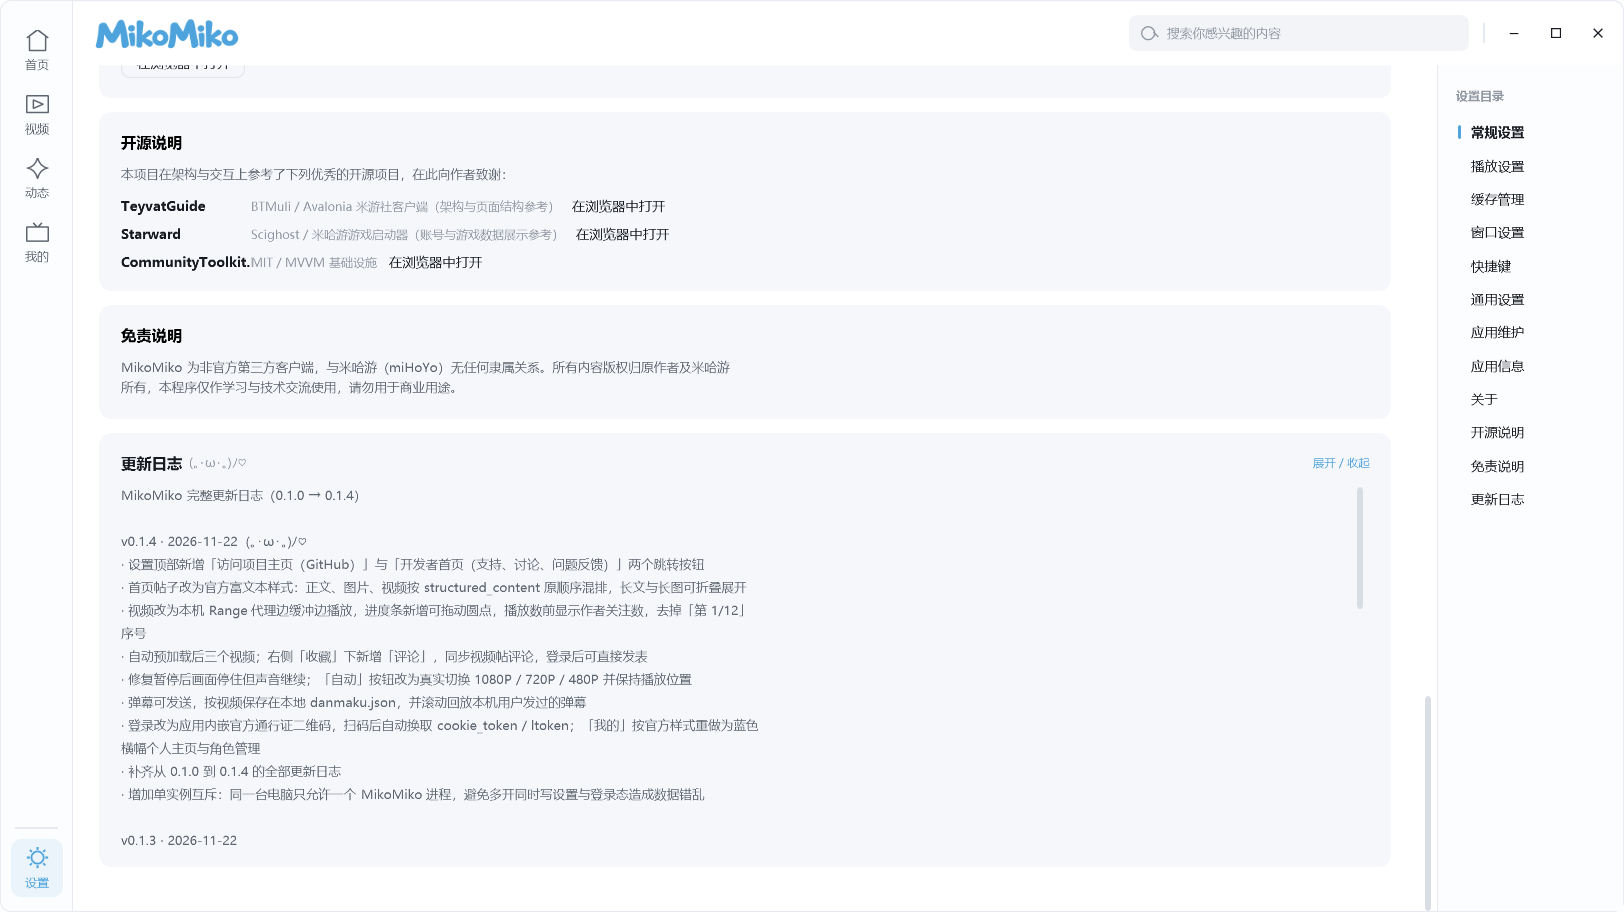 MikoMiko
搜索你感兴趣的内容
首页
视频
动态
我的
设置
在浏览器中打开
开源说明
本项目在架构与交互上参考了下列优秀的开源项目，在此向作者致谢：
TeyvatGuide BTMuli / Avalonia 米游社客户端（架构与页面结构参考） 在浏览器中打开
Starward Scighost / 米哈游游戏启动器（账号与游戏数据展示参考） 在浏览器中打开
CommunityToolkit. MIT / MVVM 基础设施 在浏览器中打开
免责说明
MikoMiko 为非官方第三方客户端，与米哈游（miHoYo）无任何隶属关系。所有内容版权归原作者及米哈游
所有，本程序仅作学习与技术交流使用，请勿用于商业用途。
更新日志 (｡･ω･｡)/♡
展开 / 收起
MikoMiko 完整更新日志（0.1.0 → 0.1.4）
v0.1.4 · 2026-11-22 (｡･ω･｡)/♡
· 设置顶部新增「访问项目主页（GitHub）」与「开发者首页（支持、讨论、问题反馈）」两个跳转按钮
· 首页帖子改为官方富文本样式：正文、图片、视频按 structured_content 原顺序混排，长文与长图可折叠展开
· 视频改为本机 Range 代理边缓冲边播放，进度条新增可拖动圆点，播放数前显示作者关注数，去掉「第 1/12」
序号
· 自动预加载后三个视频；右侧「收藏」下新增「评论」，同步视频帖评论，登录后可直接发表
· 修复暂停后画面停住但声音继续；「自动」按钮改为真实切换 1080P / 720P / 480P 并保持播放位置
· 弹幕可发送，按视频保存在本地 danmaku.json，并滚动回放本机用户发过的弹幕
· 登录改为应用内嵌官方通行证二维码，扫码后自动换取 cookie_token / ltoken；「我的」按官方样式重做为蓝色
横幅个人主页与角色管理
· 补齐从 0.1.0 到 0.1.4 的全部更新日志
· 增加单实例互斥：同一台电脑只允许一个 MikoMiko 进程，避免多开同时写设置与登录态造成数据错乱
v0.1.3 · 2026-11-22
设置目录
常规设置
播放设置
缓存管理
窗口设置
快捷键
通用设置
应用维护
应用信息
关于
开源说明
免责说明
更新日志